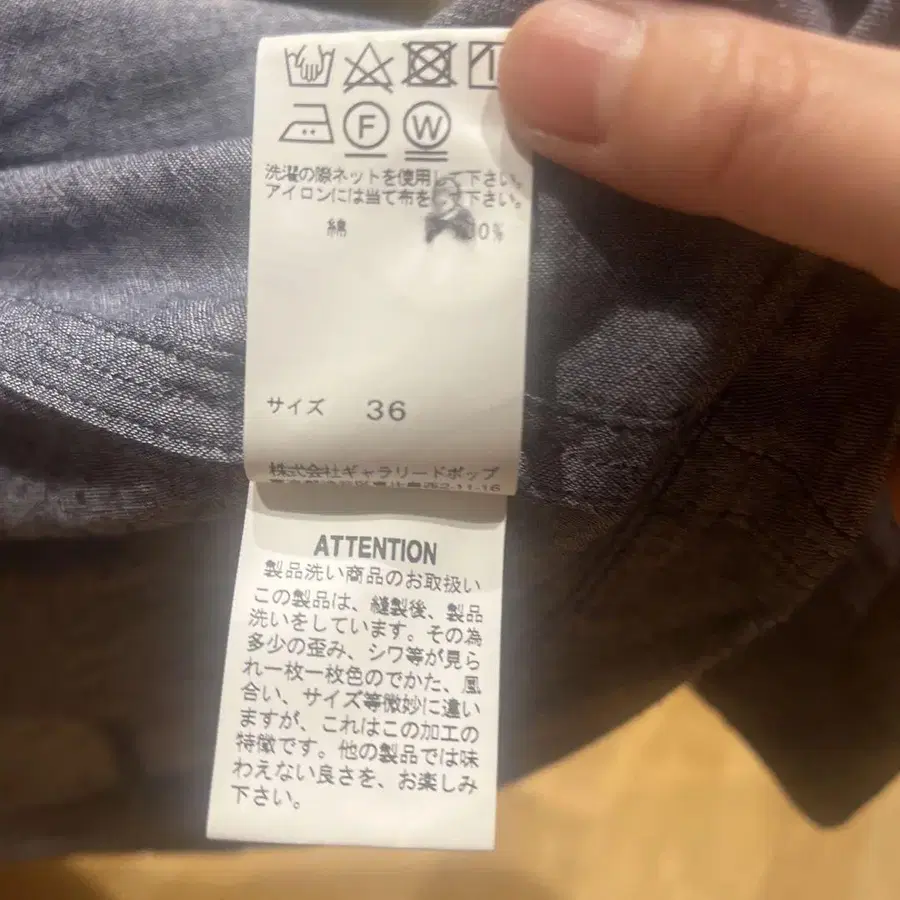 F W
洗濯の際ネットを使用して下さい。
アイロンには当て布を 下さい。
綿 00%
サイズ 36
株式会社ギャラリードポップ
2-11-16
ATTENTION
製品洗い商品のお取扱い
この製品は、縫製後、製品
洗いをしています。その為
多少の歪み、シワ等が見ら
れ一枚一枚色のでかた、風
合い、サイズ等微妙に違い
ますが、これはこの加工の
特徴です。他の製品では味
わえない良さを、お楽しみ
下さい。